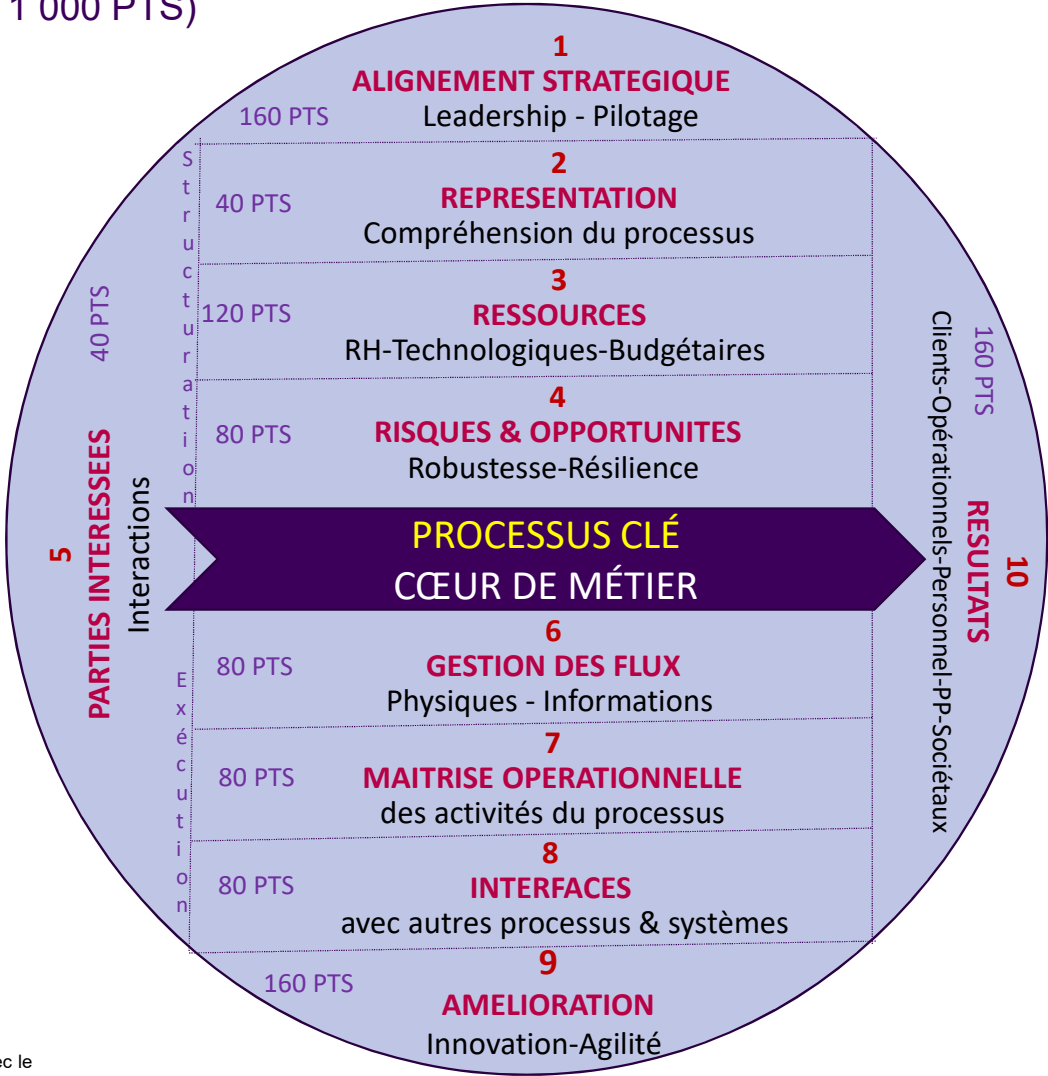 1 000 PTS)
1
ALIGNEMENT STRATEGIQUE
160 PTS
Leadership - Pilotage
Structuration
2
40 PTS
REPRESENTATION
Compréhension du processus
3
120 PTS
RESSOURCES
RH-Technologiques-Budgétaires
4
80 PTS
RISQUES & OPPORTUNITES
Robustesse-Résilience
40 PTS
5
PARTIES INTERESSEES
Interactions
PROCESSUS CLÉ
CŒUR DE MÉTIER
Exécution
6
80 PTS
GESTION DES FLUX
Physiques - Informations
7
80 PTS
MAITRISE OPERATIONNELLE
des activités du processus
8
80 PTS
INTERFACES
avec autres processus & systèmes
9
160 PTS
AMELIORATION
Innovation-Agilité
10
RESULTATS
160 PTS
Clients-Opérationnels-Personnel-PP-Sociétaux
ec le